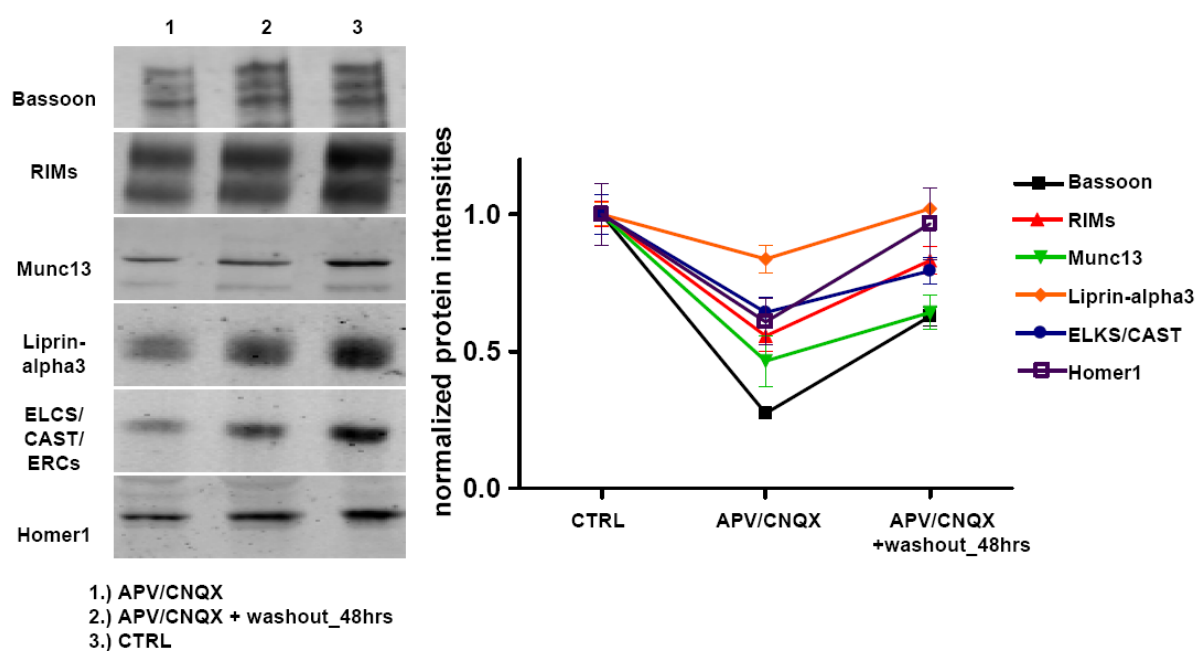 1 2 3
Bassoon
RIMs
Munc13
Liprin-
alpha3
ELCS/
CAST/
ERCs
Homer1
1.) APV/CNQX
2.) APV/CNQX + washout_48hrs
3.) CTRL
normalized protein intensities
1.0
0.5
0.0
CTRL
APV/CNQX
APV/CNQX
+washout_48hrs
Bassoon
RIMs
Munc13
Liprin-alpha3
ELKS/CAST
Homer1